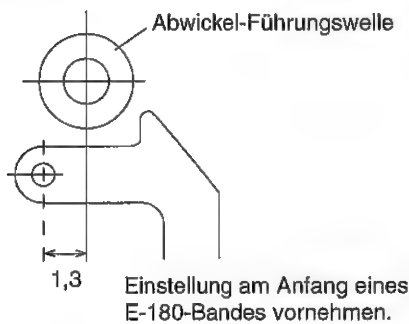 Abwickel-Führungswelle
1,3
Einstellung am Anfang eines
E-180-Bandes vornehmen.